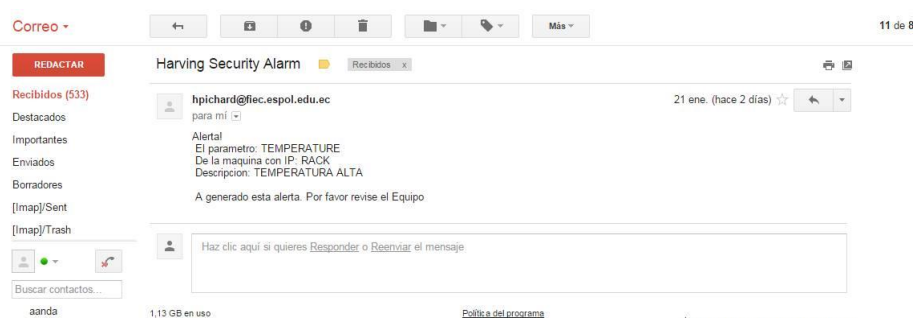 Correo
Más
11 de 8
REDACTAR
Harving Security Alarm
Recibidos x
Recibidos (533)
Destacados
Importantes
Enviados
Borradores
[Imap]/Sent
[Imap]/Trash
Buscar contactos...
aanda
hpichard@fiec.espol.edu.ec
21 ene. (hace 2 días)
para mí
Alerta!
El parametro: TEMPERATURE
De la maquina con IP: RACK
Descripcion: TEMPERATURA ALTA
A generado esta alerta. Por favor revise el Equipo
Haz clic aquí si quieres Responder o Reenviar el mensaje
1,13 GB en uso
Política del programa